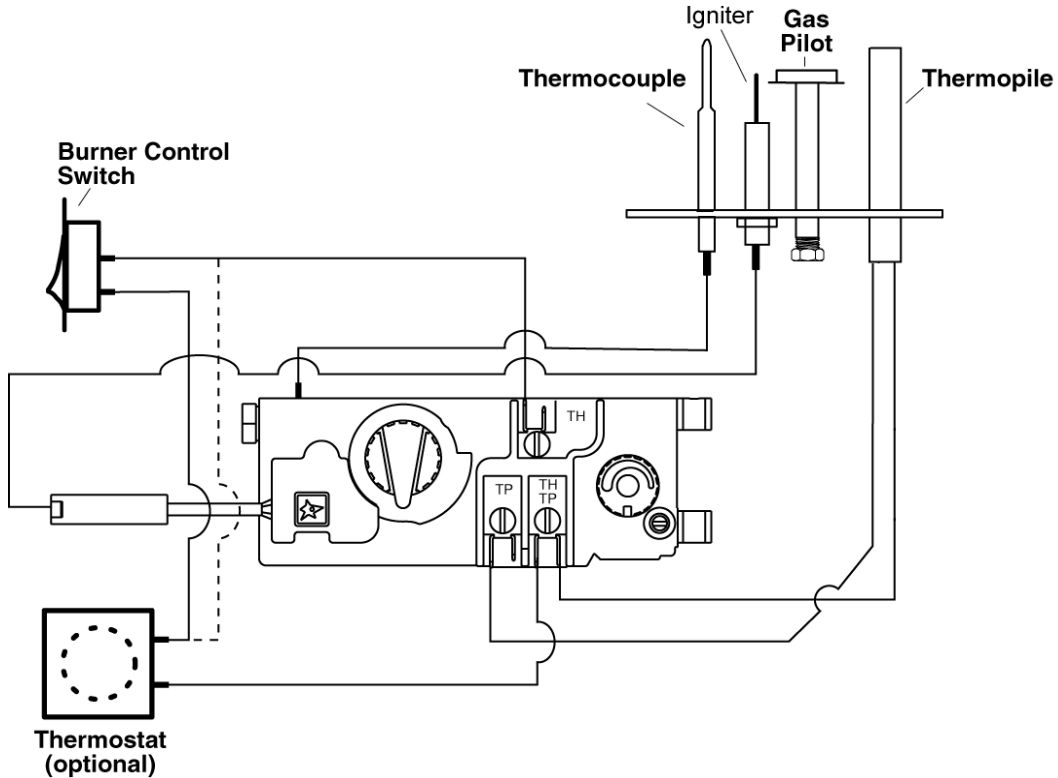 Igniter
Gas
Pilot
Thermocouple
Thermopile
Burner Control
Switch
TH
TP
TH
TP
Thermostat
(optional)